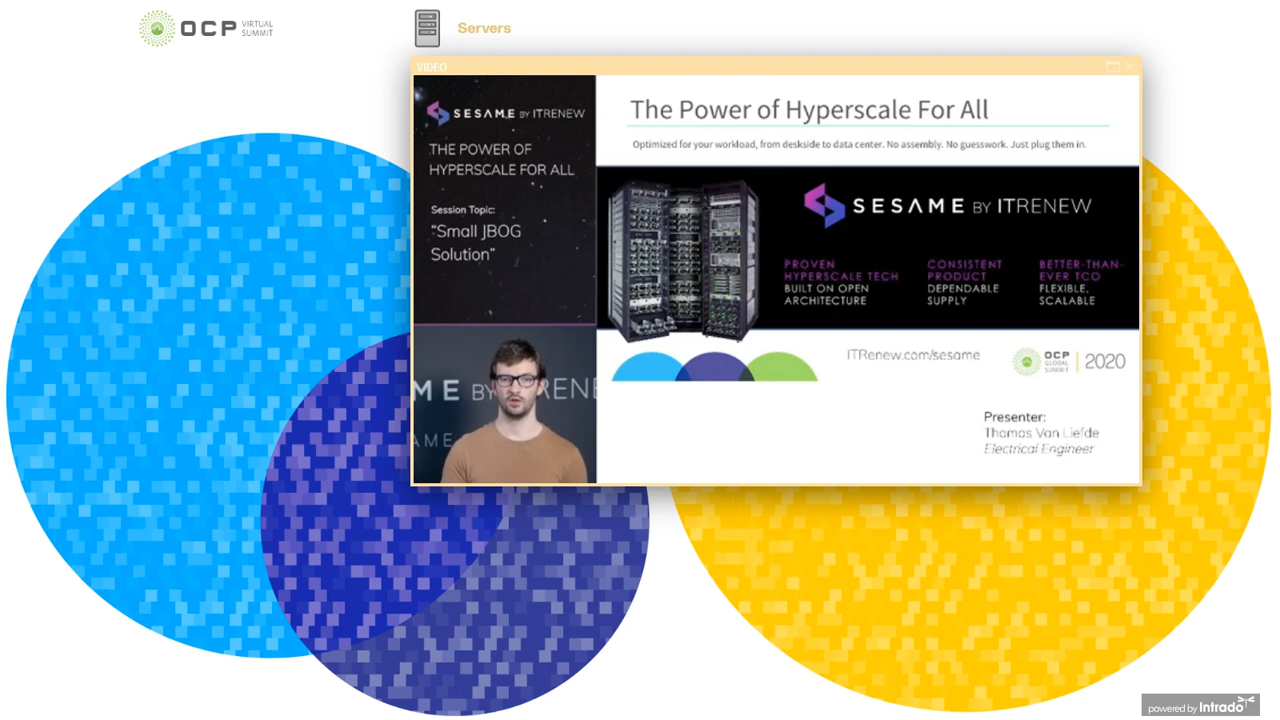 OCP VIRTUAL
SUMMIT
Servers
VIDEO
SESAME BY ITRENEW
THE POWER OF
HYPERSCALE FOR ALL
Session Topic:
"Small JBOG
Solution"
ME BY ITRENE
AME
The Power of Hyperscale For All
Optimized for your workload, from deskside to data center. No assembly. No guesswork. Just plug them in.
SESAME BY ITRENEW
PROVEN
HYPERSCALE TECH
BUILT ON OPEN
ARCHITECTURE
CONSISTENT
PRODUCT
DEPENDABLE
SUPPLY
BETTER-THAN-
EVER TCO
FLEXIBLE,
SCALABLE
ITRenew.com/sesame
OCP
GLOBAL
SUMMIT
2020
Presenter:
Thomas Van Liefde
Electrical Engineer
powered by Intrado